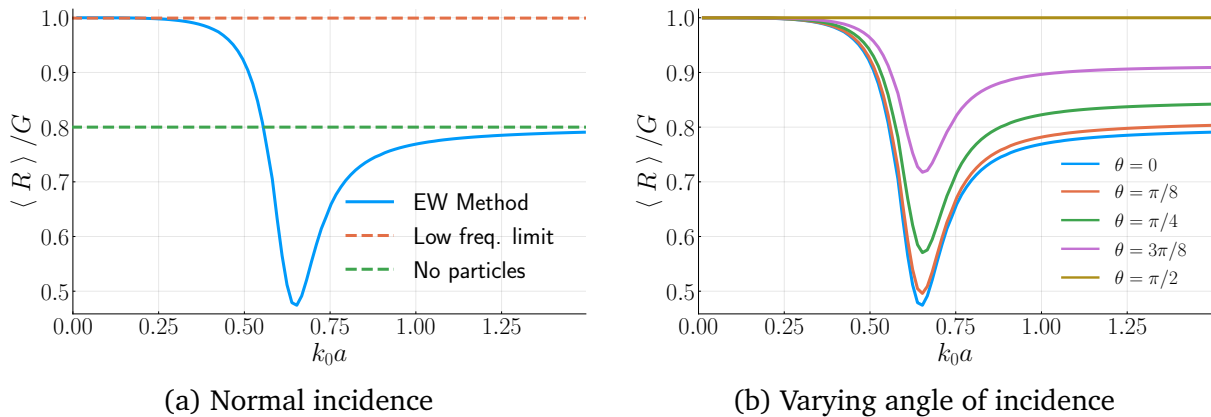 1.0
0.9
0.8
0.7
0.6
0.5
⟨ R ⟩ /G
EW Method
Low freq. limit
No particles
0.00 0.25 0.50 0.75 1.00 1.25
k₀a
(a) Normal incidence
1.0
0.9
0.8
0.7
0.6
0.5
⟨ R ⟩ /G
θ = 0
θ = π/8
θ = π/4
θ = 3π/8
θ = π/2
0.00 0.25 0.50 0.75 1.00 1.25
k₀a
(b) Varying angle of incidence